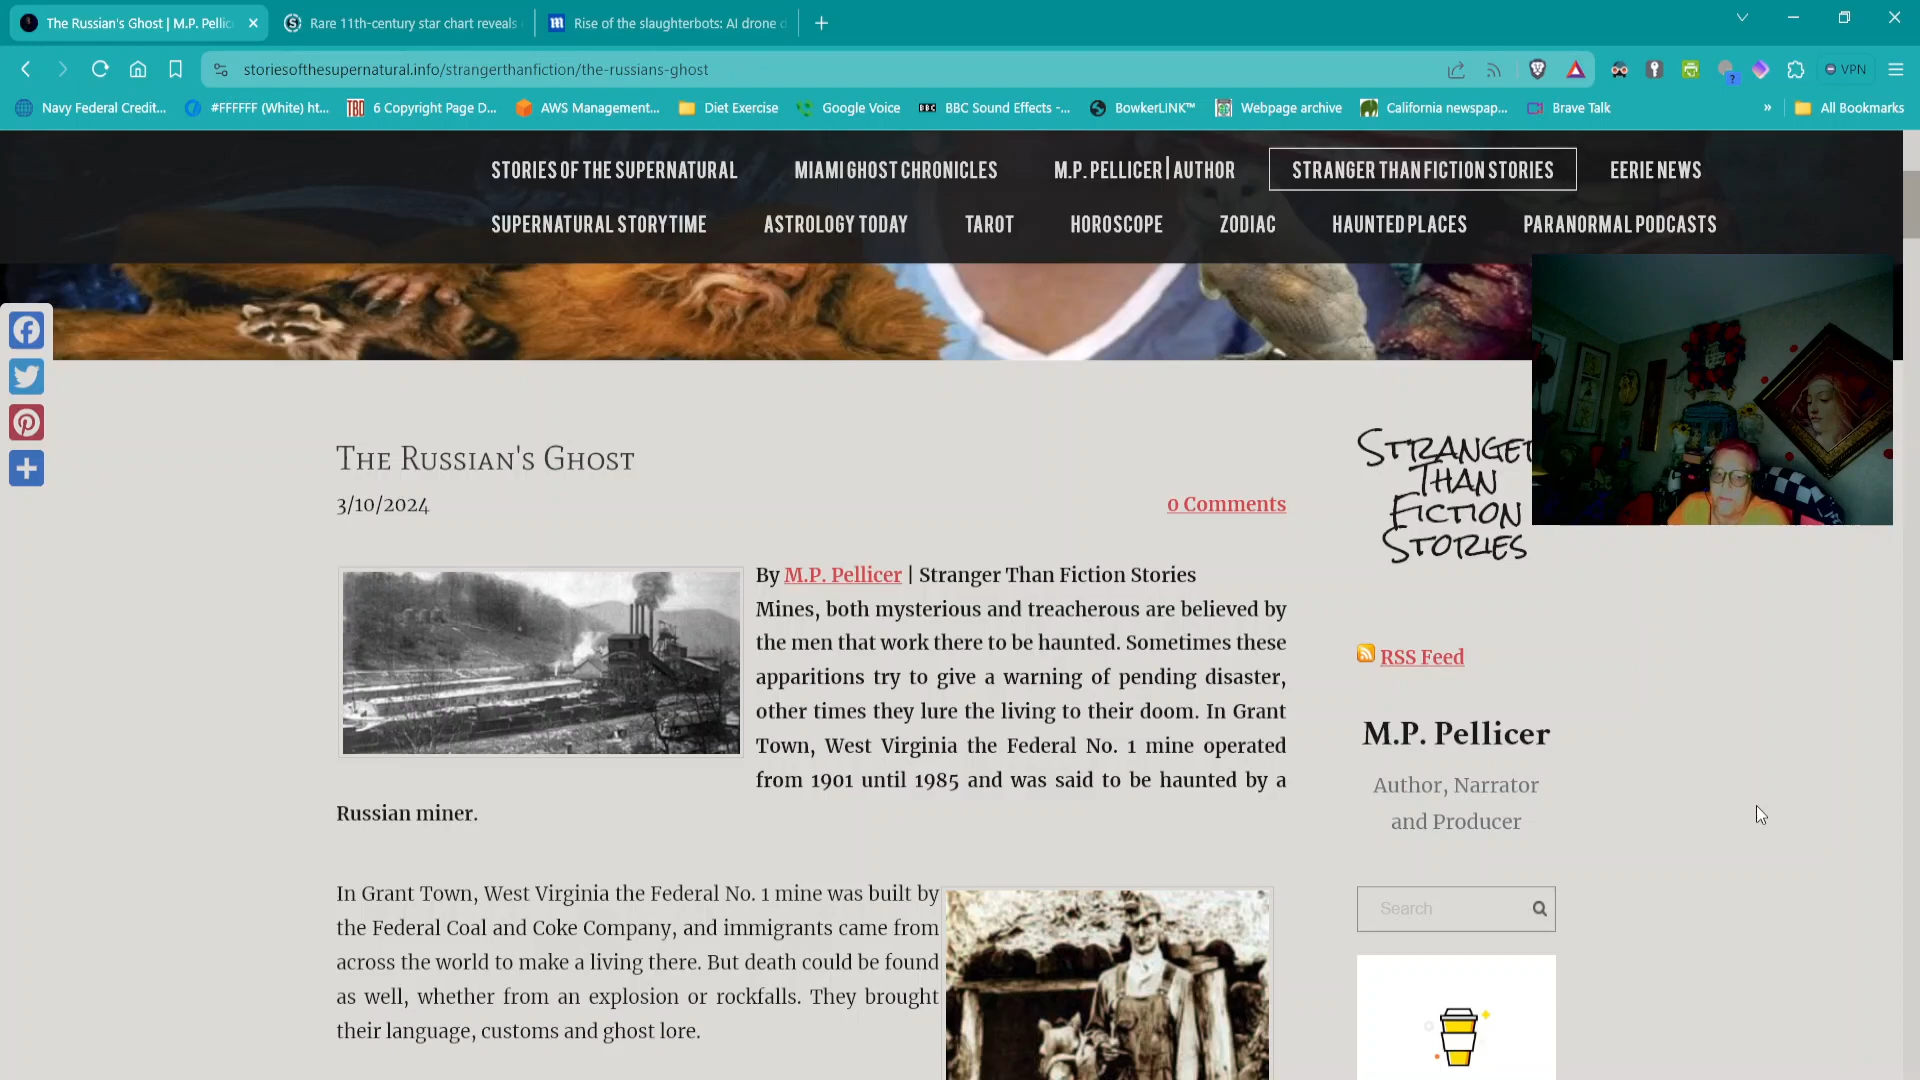 The Russian's Ghost | M.P. Pellic
Rare 11th-century star chart reveals
Rise of the slaughterbots: AI drone d
storiesofthesupernatural.info/strangerthanfiction/the-russians-ghost
VPN
Navy Federal Credit...
#FFFFFF (White) ht...
6 Copyright Page D...
AWS Management...
Diet Exercise
Google Voice
BBC Sound Effects -...
BowkerLINK™
Webpage archive
California newspap...
Brave Talk
»
All Bookmarks
STORIES OF THE SUPERNATURAL
MIAMI GHOST CHRONICLES
M.P. PELLICER | AUTHOR
STRANGER THAN FICTION STORIES
EERIE NEWS
SUPERNATURAL STORYTIME
ASTROLOGY TODAY
TAROT
HOROSCOPE
ZODIAC
HAUNTED PLACES
PARANORMAL PODCASTS
The Russian's Ghost
3/10/2024
0 Comments
By M.P. Pellicer | Stranger Than Fiction Stories
Mines, both mysterious and treacherous are believed by
the men that work there to be haunted. Sometimes these
apparitions try to give a warning of pending disaster,
other times they lure the living to their doom. In Grant
Town, West Virginia the Federal No. 1 mine operated
from 1901 until 1985 and was said to be haunted by a
Russian miner.
In Grant Town, West Virginia the Federal No. 1 mine was built by
the Federal Coal and Coke Company, and immigrants came from
across the world to make a living there. But death could be found
as well, whether from an explosion or rockfalls. They brought
their language, customs and ghost lore.
Stranger
Than
Fiction
Stories
RSS Feed
M.P. Pellicer
Author, Narrator
and Producer
Search